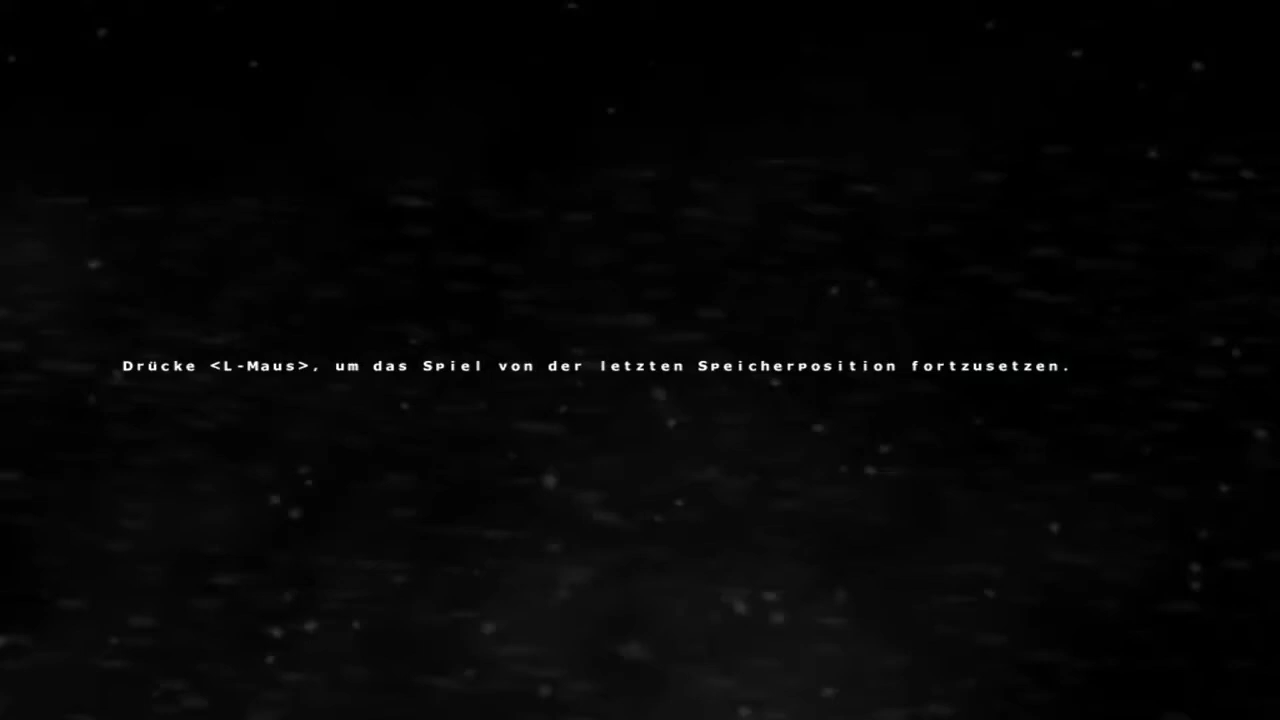 Drücke <L-Maus>, um das Spiel von der letzten Speicherposition fortzusetzen.